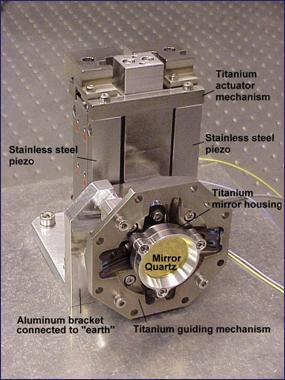 Titanium
actuator
mechanism
Stainless steel
piezo
Stainless steel
piezo
Titanium
mirror housing
Mirror
Quartz
Aluminum bracket
connected to "earth"
Titanium guiding mechanism